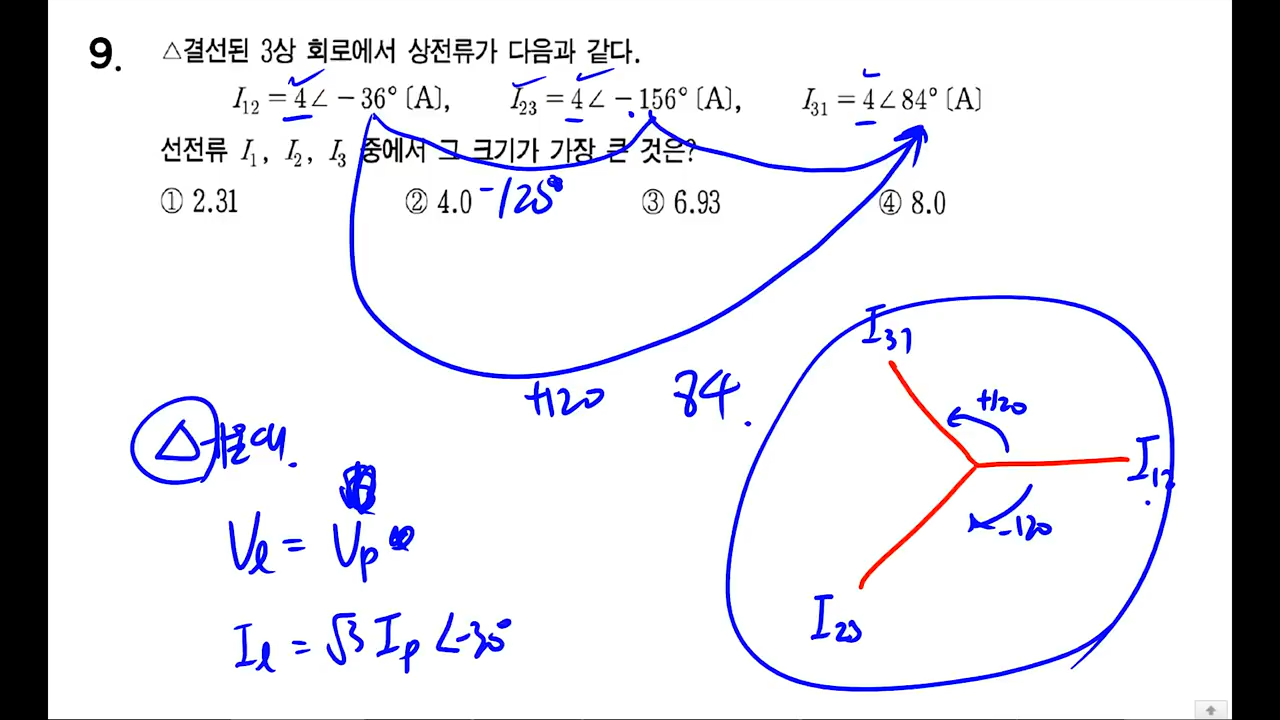 9. △결선된 3상 회로에서 상전류가 다음과 같다.
I₁₂ = 4∠-36° [A], I₂₃ = 4∠-156° [A], I₃₁ = 4∠84° [A]
선전류 I₁, I₂, I₃ 중에서 그 크기가 가장 큰 것은?
① 2.31 ② 4.0 ③ 6.93 ④ 8.0
-120°
+120 84.
I₃₁
+120
I₁₂
-120
I₂₃
△
Vℓ = Vp
Iℓ = √3 Ip ∠-30°